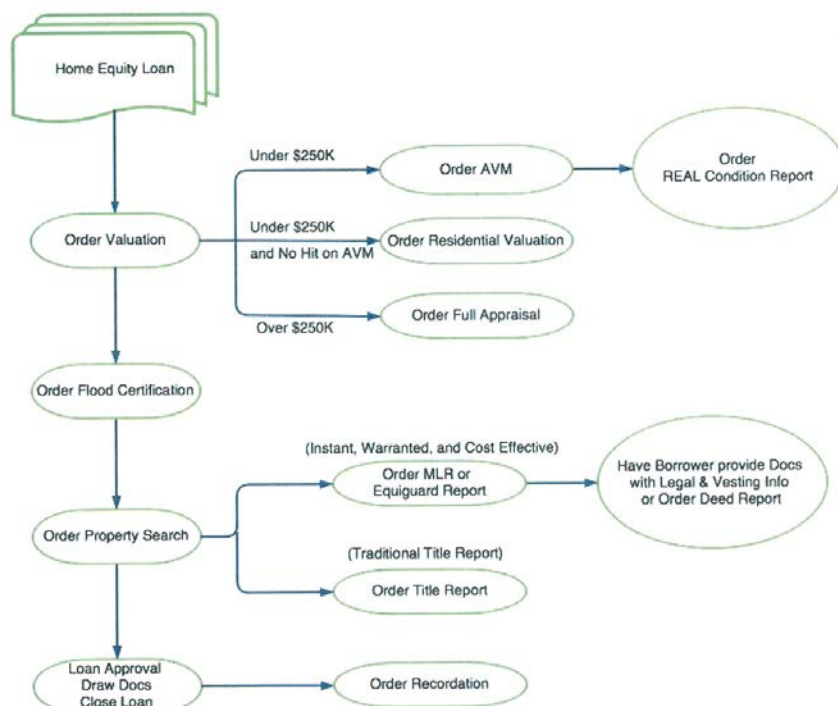 Home Equity Loan
Under $250K
Order AVM
Order
REAL Condition Report
Order Valuation
Under $250K
and No Hit on AVM
Order Residential Valuation
Over $250K
Order Full Appraisal
Order Flood Certification
(Instant, Warranted, and Cost Effective)
Order MLR or
Equiguard Report
Have Borrower provide Docs
with Legal & Vesting Info
or Order Deed Report
Order Property Search
(Traditional Title Report)
Order Title Report
Loan Approval
Draw Docs
Close Loan
Order Recordation